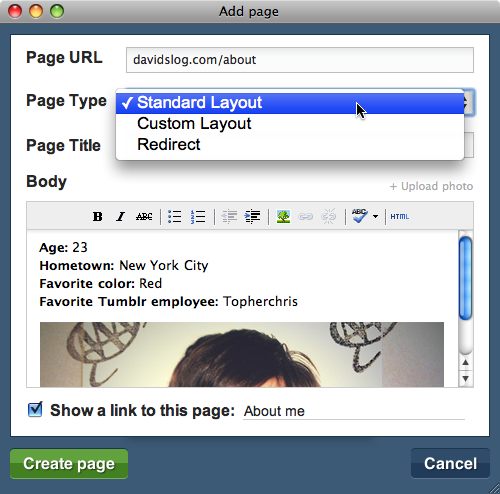 Add page
Page URL davidslog.com/about
Page Type ✓ Standard Layout
Custom Layout
Redirect
Page Title
Body
+ Upload photo
B I ABC ABC HTML
Age: 23
Hometown: New York City
Favorite color: Red
Favorite Tumblr employee: Topherchris
Show a link to this page: About me
Create page Cancel